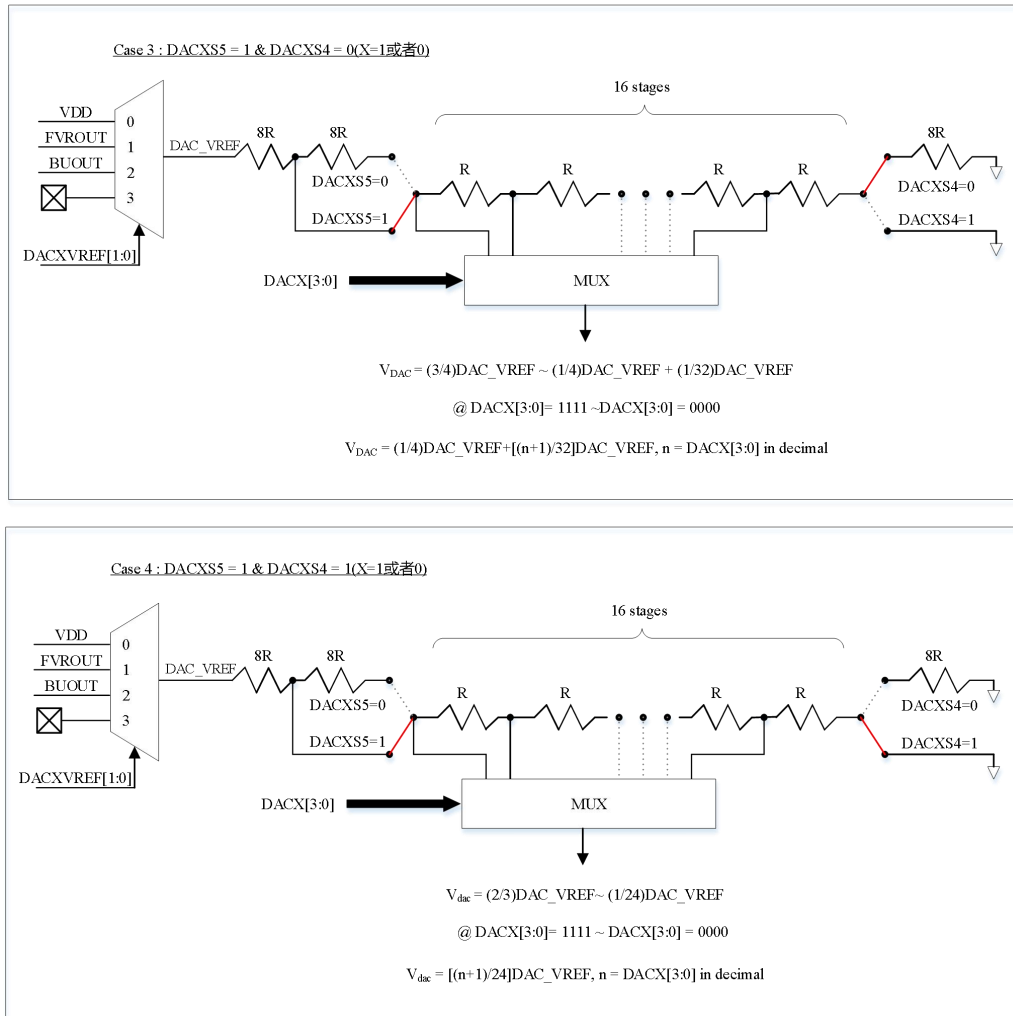 Case 3 : DACXS5 = 1 & DACXS4 = 0(X=1或者0)
16 stages
VDD
0
8R
8R
8R
FVROUT
1
DAC_VREF
BUOUT
2
R
R
R
R
DACXS5=0
DACXS4=0
3
DACXS5=1
DACXS4=1
DACXVREF[1:0]
DACX[3:0]
MUX
VDAC = (3/4)DAC_VREF ~ (1/4)DAC_VREF + (1/32)DAC_VREF
@ DACX[3:0]= 1111 ~DACX[3:0] = 0000
VDAC = (1/4)DAC_VREF+[(n+1)/32]DAC_VREF, n = DACX[3:0] in decimal
Case 4 : DACXS5 = 1 & DACXS4 = 1(X=1或者0)
16 stages
VDD
0
8R
8R
8R
FVROUT
1
DAC_VREF
BUOUT
2
R
R
R
R
DACXS5=0
DACXS4=0
3
DACXS5=1
DACXS4=1
DACXVREF[1:0]
DACX[3:0]
MUX
Vdac = (2/3)DAC_VREF~ (1/24)DAC_VREF
@ DACX[3:0]= 1111 ~ DACX[3:0] = 0000
Vdac = [(n+1)/24]DAC_VREF, n = DACX[3:0] in decimal